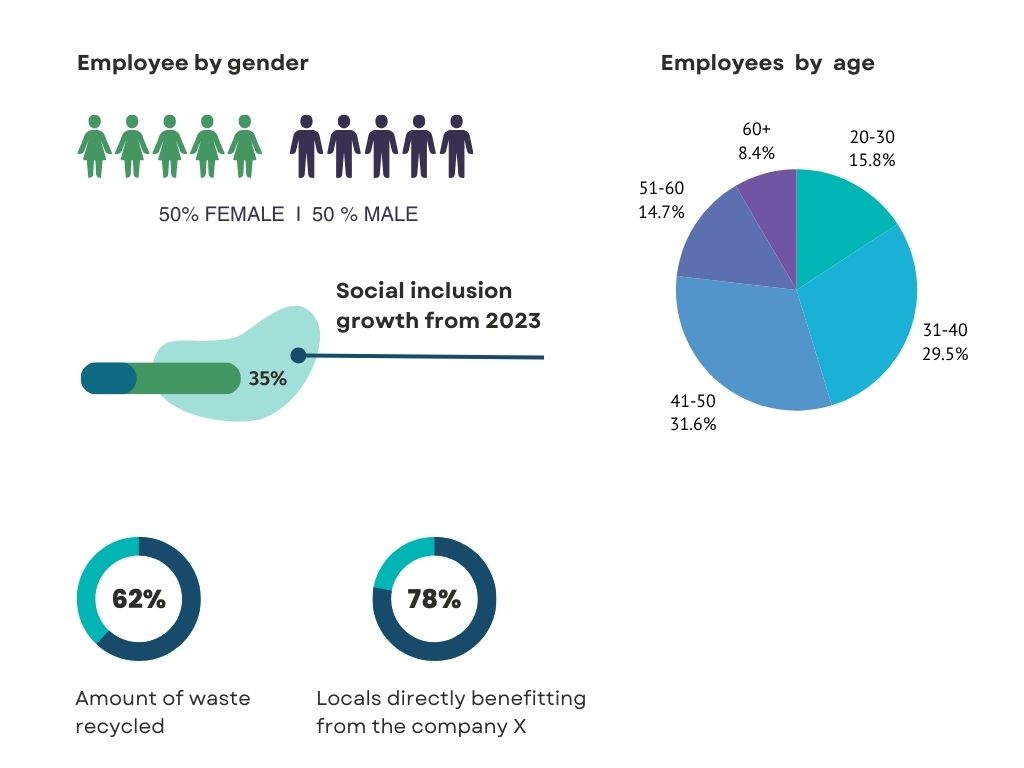 Employee by gender
50% FEMALE I 50 % MALE
Social inclusion
growth from 2023
35%
Employees by age
60+
8.4%
20-30
15.8%
51-60
14.7%
31-40
29.5%
41-50
31.6%
62%
Amount of waste
recycled
78%
Locals directly benefitting
from the company X